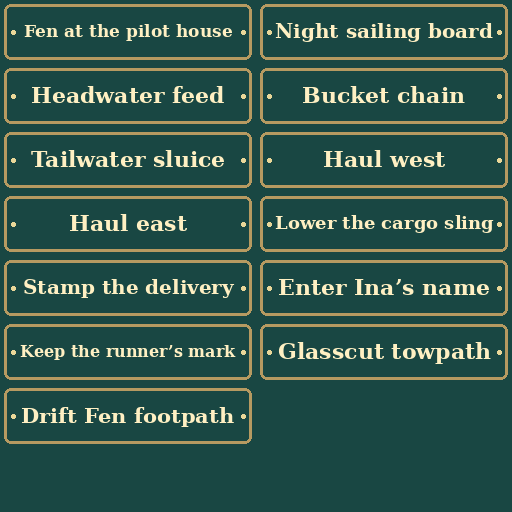 Fen at the pilot house
Night sailing board
Headwater feed
Bucket chain
Tailwater sluice
Haul west
Haul east
Lower the cargo sling
Stamp the delivery
Enter Ina’s name
Keep the runner’s mark
Glasscut towpath
Drift Fen footpath